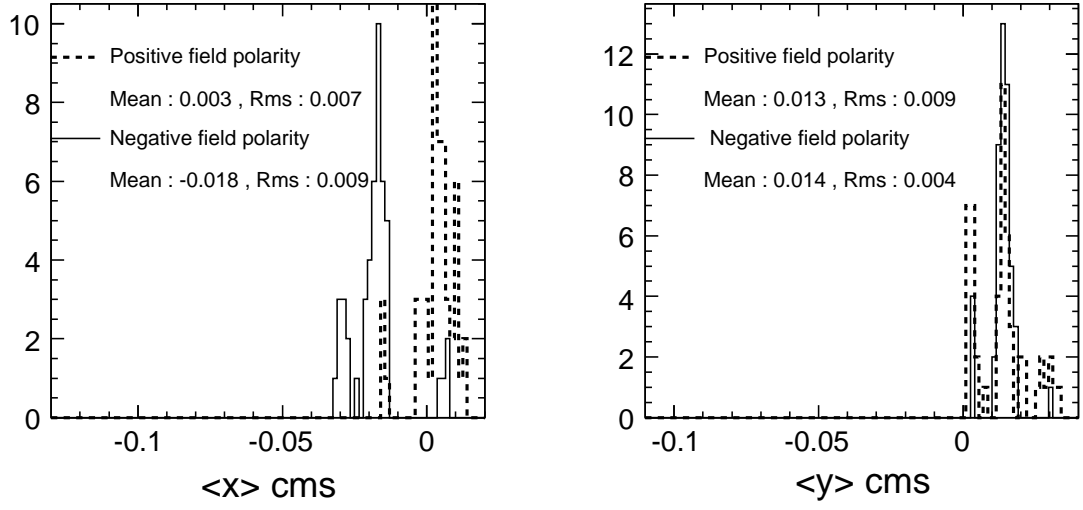 10
8
6
4
2
0
Positive field polarity
Mean : 0.003 , Rms : 0.007
Negative field polarity
Mean : -0.018 , Rms : 0.009
-0.1
-0.05
0
<x> cms
12
10
8
6
4
2
0
Positive field polarity
Mean : 0.013 , Rms : 0.009
Negative field polarity
Mean : 0.014 , Rms : 0.004
-0.1
-0.05
0
<y> cms